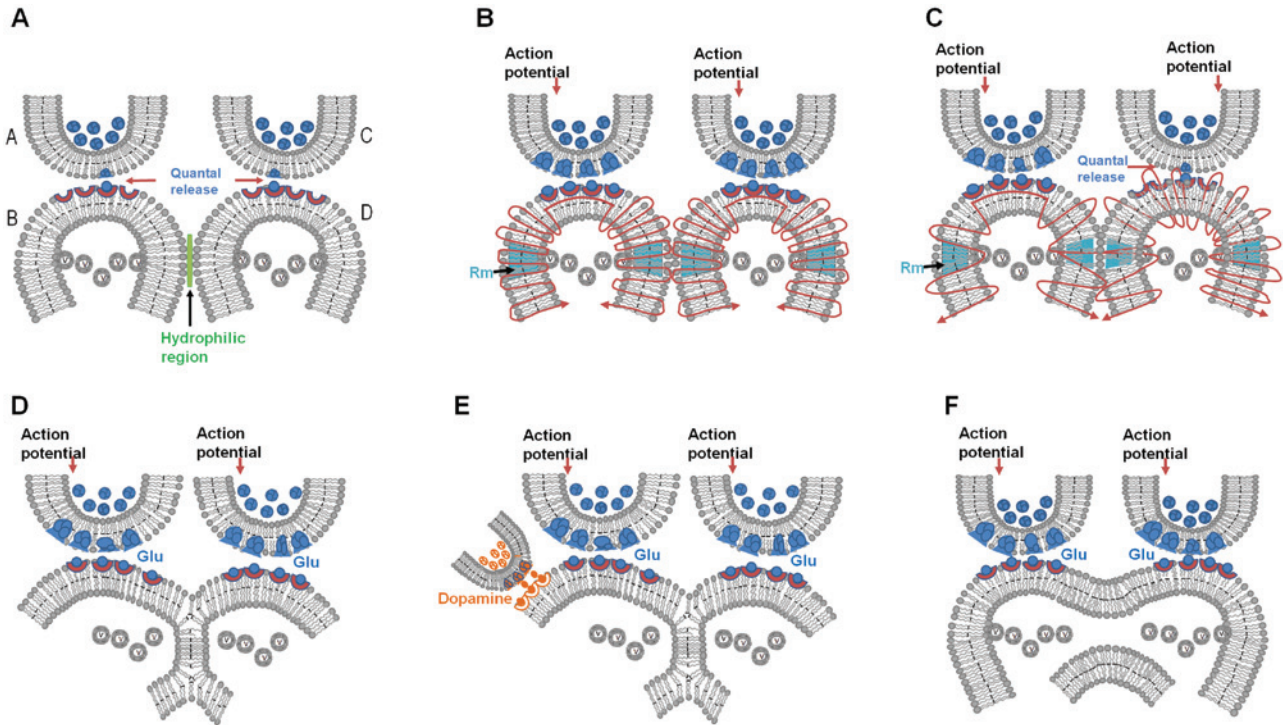 A
A
C
Quantal
release
B
D
Hydrophilic
region
B
Action
potential
Action
potential
Rm
C
Action
potential
Action
potential
Quantal
release
Rm
D
Action
potential
Action
potential
Glu
Glu
E
Action
potential
Action
potential
Glu
Dopamine
F
Action
potential
Action
potential
Glu
Glu